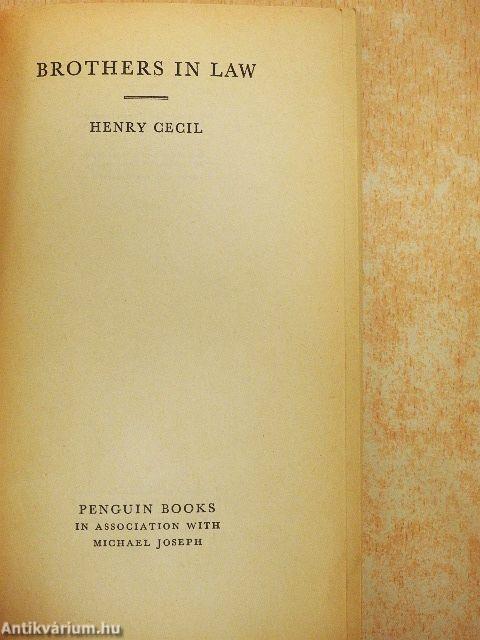 BROTHERS IN LAW
HENRY CECIL
PENGUIN BOOKS
IN ASSOCIATION WITH
MICHAEL JOSEPH
Antikvárium.hu